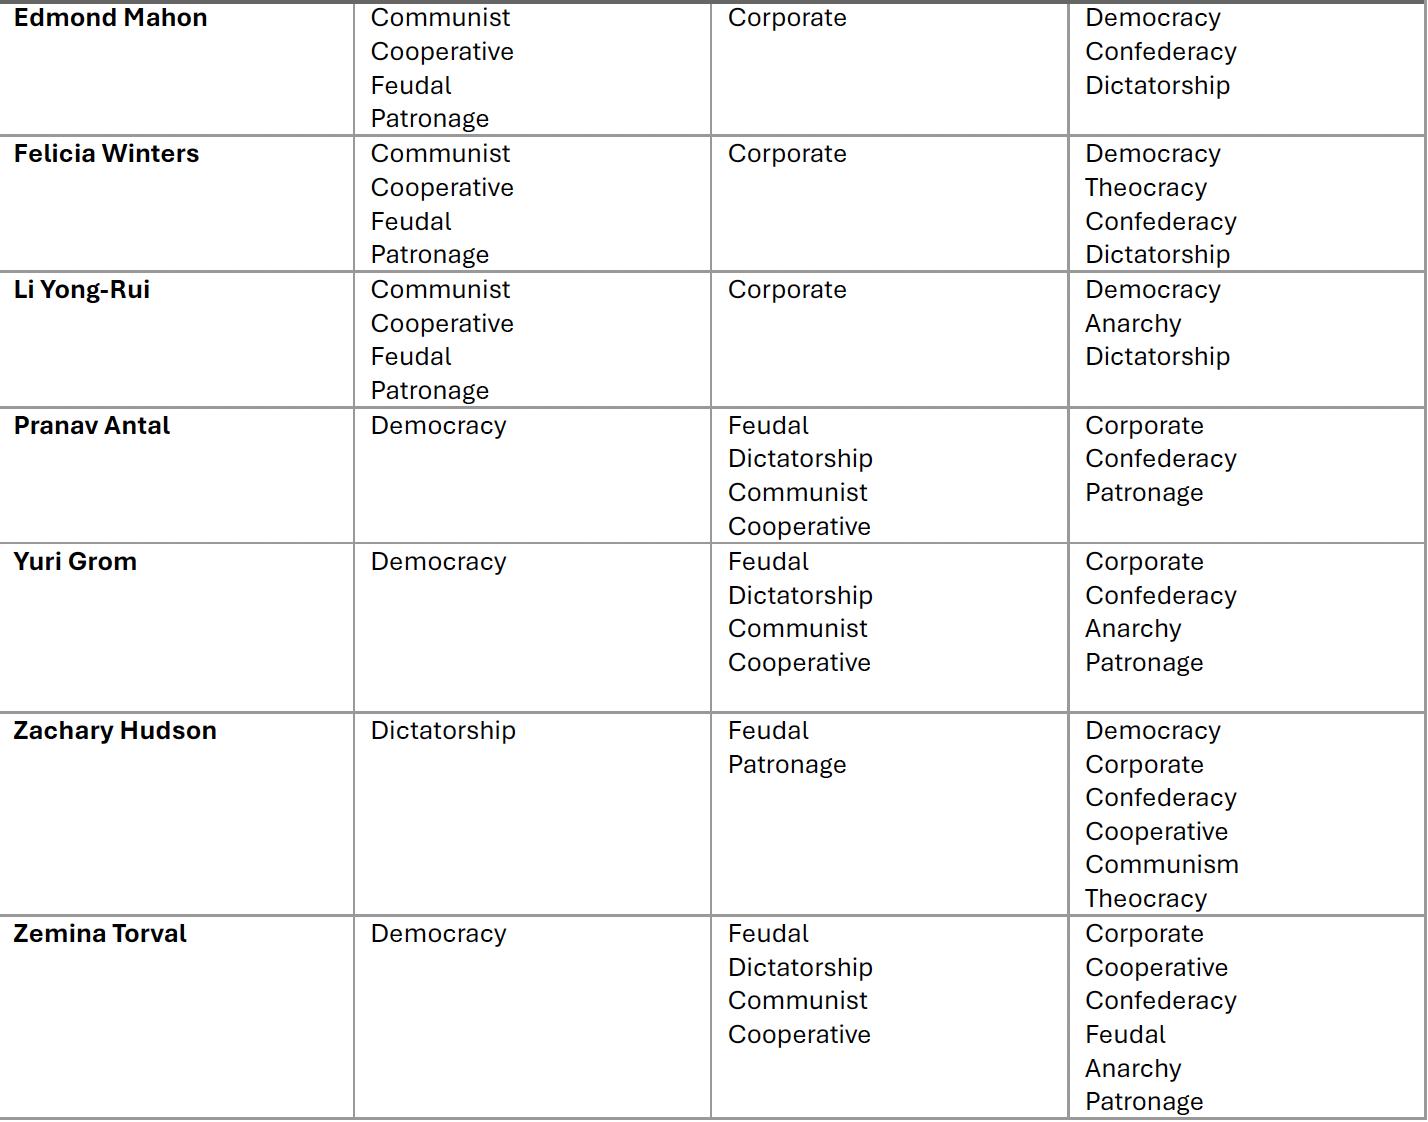 Edmond Mahon Communist Corporate Democracy
Cooperative Confederacy
Feudal Dictatorship
Patronage
Felicia Winters Communist Corporate Democracy
Cooperative Theocracy
Feudal Confederacy
Patronage Dictatorship
Li Yong-Rui Communist Corporate Democracy
Cooperative Anarchy
Feudal Dictatorship
Patronage
Pranav Antal Democracy Feudal Corporate
Dictatorship Confederacy
Communist Patronage
Cooperative
Yuri Grom Democracy Feudal Corporate
Dictatorship Confederacy
Communist Anarchy
Cooperative Patronage
Zachary Hudson Dictatorship Feudal Democracy
Patronage Corporate
Confederacy
Cooperative
Communism
Theocracy
Zemina Torval Democracy Feudal Corporate
Dictatorship Cooperative
Communist Confederacy
Cooperative Feudal
Anarchy
Patronage